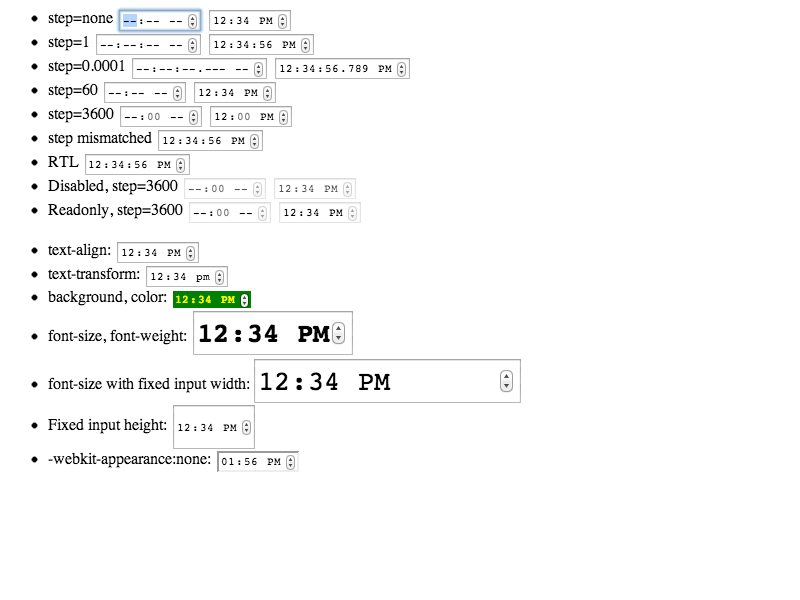 step=none --:-- -- 12:34 PM
step=1 --:--:-- -- 12:34:56 PM
step=0.0001 --:--:--.--- -- 12:34:56.789 PM
step=60 --:-- -- 12:34 PM
step=3600 --:00 -- 12:00 PM
step mismatched 12:34:56 PM
RTL 12:34:56 PM
Disabled, step=3600 --:00 -- 12:34 PM
Readonly, step=3600 --:00 -- 12:34 PM
text-align: 12:34 PM
text-transform: 12:34 pm
background, color: 12:34 PM
font-size, font-weight: 12:34 PM
font-size with fixed input width: 12:34 PM
Fixed input height: 12:34 PM
-webkit-appearance:none: 01:56 PM